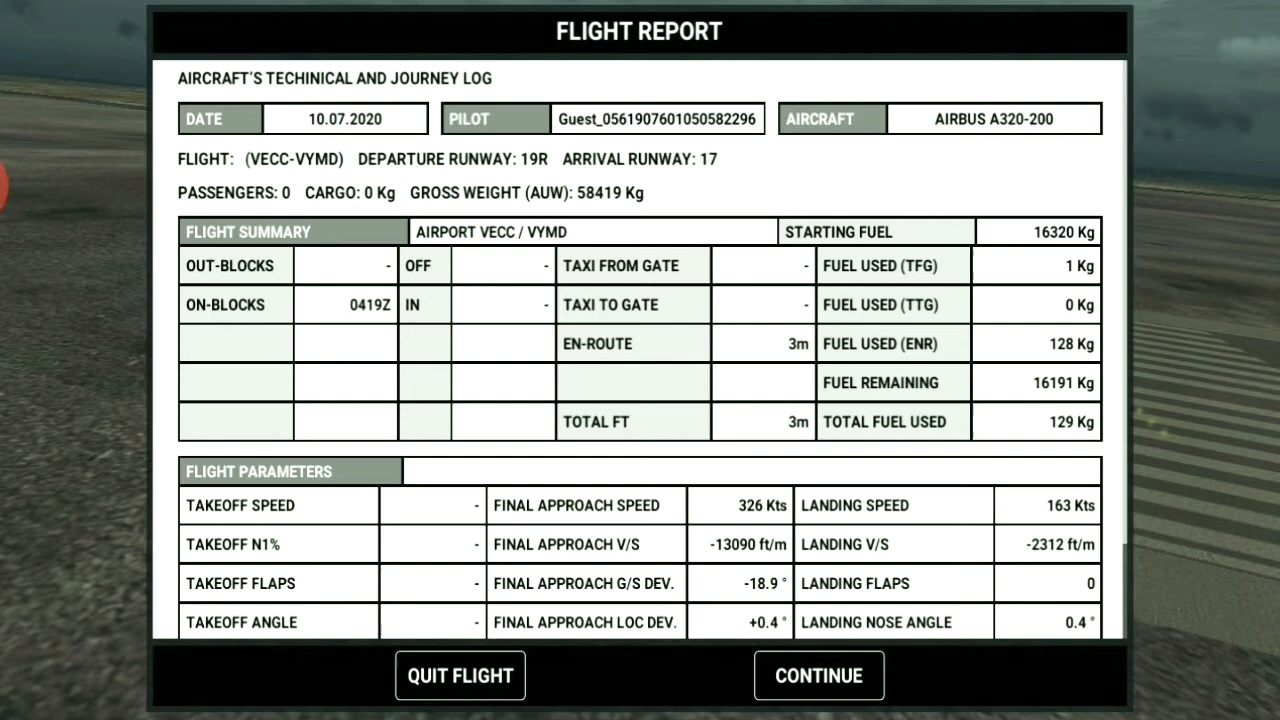 FLIGHT REPORT
AIRCRAFT'S TECHINICAL AND JOURNEY LOG
DATE 10.07.2020 PILOT Guest_0561907601050582296 AIRCRAFT AIRBUS A320-200
FLIGHT: (VECC-VYMD) DEPARTURE RUNWAY: 19R ARRIVAL RUNWAY: 17
PASSENGERS: 0 CARGO: 0 Kg GROSS WEIGHT (AUW): 58419 Kg
FLIGHT SUMMARY AIRPORT VECC / VYMD STARTING FUEL 16320 Kg
OUT-BLOCKS - OFF - TAXI FROM GATE - FUEL USED (TFG) 1 Kg
ON-BLOCKS 0419Z IN - TAXI TO GATE - FUEL USED (TTG) 0 Kg
EN-ROUTE 3m FUEL USED (ENR) 128 Kg
FUEL REMAINING 16191 Kg
TOTAL FT 3m TOTAL FUEL USED 129 Kg
FLIGHT PARAMETERS
TAKEOFF SPEED - FINAL APPROACH SPEED 326 Kts LANDING SPEED 163 Kts
TAKEOFF N1% - FINAL APPROACH V/S -13090 ft/m LANDING V/S -2312 ft/m
TAKEOFF FLAPS - FINAL APPROACH G/S DEV. -18.9 ° LANDING FLAPS 0
TAKEOFF ANGLE - FINAL APPROACH LOC DEV. +0.4 ° LANDING NOSE ANGLE 0.4 °
QUIT FLIGHT CONTINUE